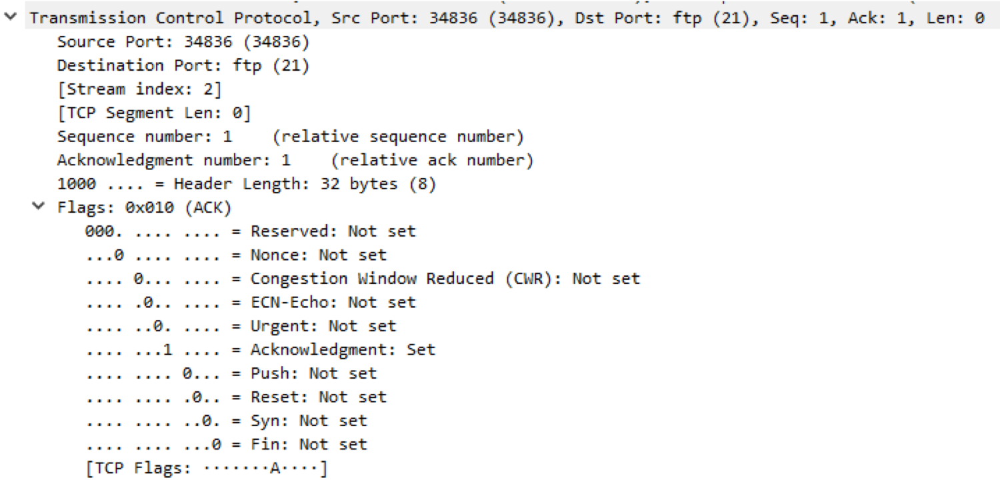 Transmission Control Protocol, Src Port: 34836 (34836), Dst Port: ftp (21), Seq: 1, Ack: 1, Len: 0
Source Port: 34836 (34836)
Destination Port: ftp (21)
[Stream index: 2]
[TCP Segment Len: 0]
Sequence number: 1    (relative sequence number)
Acknowledgment number: 1    (relative ack number)
1000 .... = Header Length: 32 bytes (8)
Flags: 0x010 (ACK)
000. .... .... = Reserved: Not set
...0 .... .... = Nonce: Not set
.... 0... .... = Congestion Window Reduced (CWR): Not set
.... .0.. .... = ECN-Echo: Not set
.... ..0. .... = Urgent: Not set
.... ...1 .... = Acknowledgment: Set
.... .... 0... = Push: Not set
.... .... .0.. = Reset: Not set
.... .... ..0. = Syn: Not set
.... .... ...0 = Fin: Not set
[TCP Flags: ·······A····]